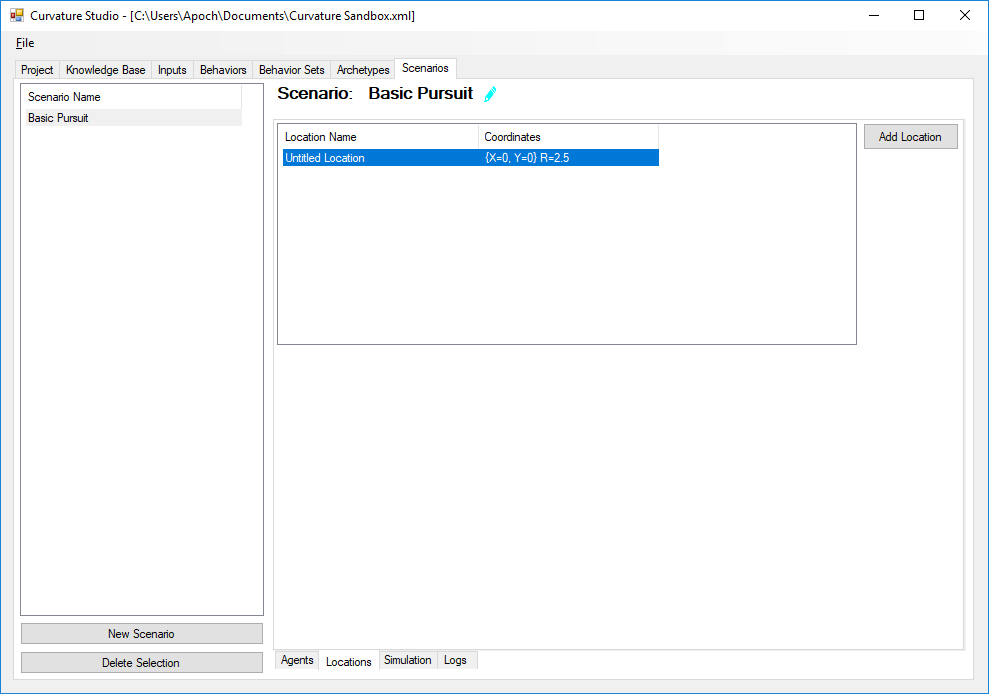 Curvature Studio - [C:\Users\Apoch\Documents\Curvature Sandbox.xml]
File
Project Knowledge Base Inputs Behaviors Behavior Sets Archetypes Scenarios
Scenario Name
Basic Pursuit
New Scenario
Delete Selection
Scenario: Basic Pursuit
Location Name Coordinates
Untitled Location {X=0, Y=0} R=2.5
Add Location
Agents Locations Simulation Logs